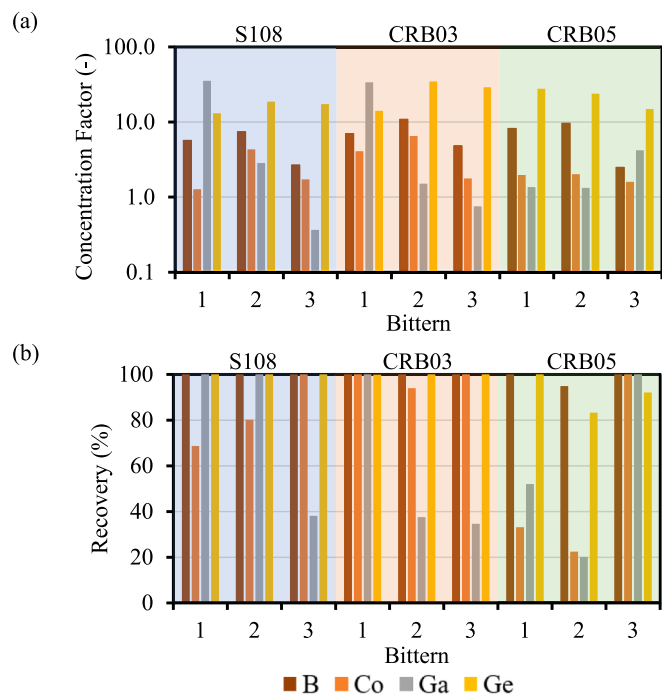 (a)
S108 CRB03 CRB05
Concentration Factor (-)
100.0
10.0
1.0
0.1
1 2 3 1 2 3 1 2 3
Bittern
(b)
S108 CRB03 CRB05
Recovery (%)
100
80
60
40
20
0
1 2 3 1 2 3 1 2 3
Bittern
B Co Ga Ge